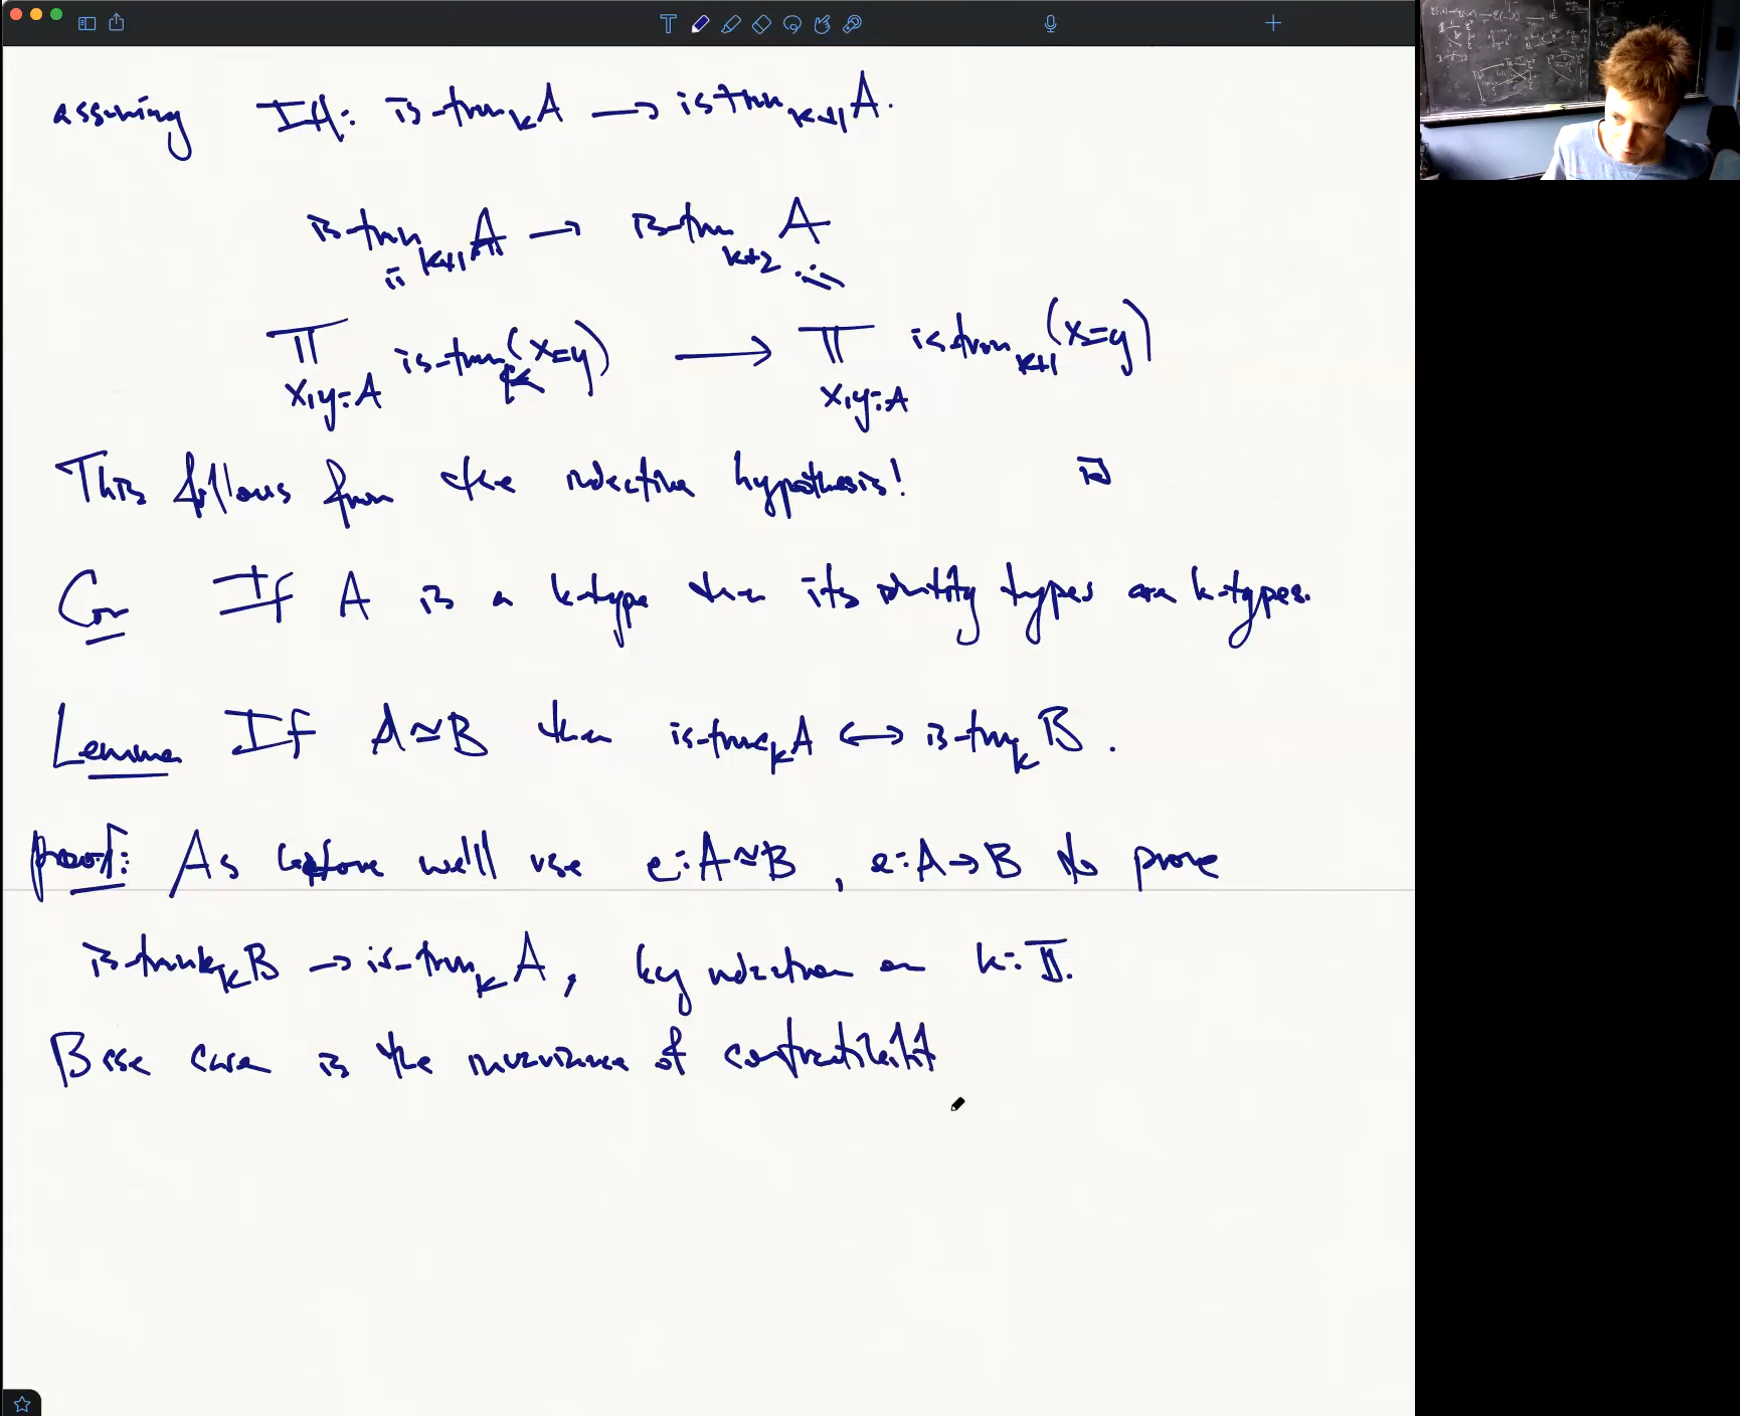 assuming IH: is-trunc_k A → is trunc_{k+1} A.
is-trunc_{k+1} A → is-trunc_{k+2} A
Π_{x,y:A} is-trunc_k (x=y) → Π_{x,y:A} is-trunc_{k+1} (x=y)
This follows from the inductive hypothesis! □
Cor If A is a k-type then its identity types are k-types.
Lemma If A ≃ B then is-trunc_k A ↔ is-trunc_k B.
proof: As before we'll use e: A ≃ B, e: A → B to prove
is-trunc_k B → is-trunc_k A, by induction on k: 𝕋.
Base case is the invariance of contractibilit